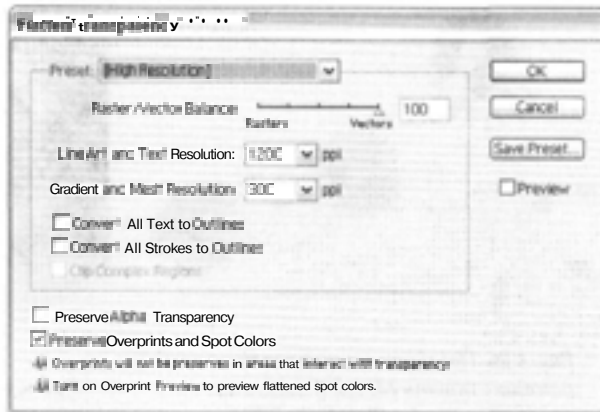 Flatten Transparency
Preset: [High Resolution]
OK
Raster/Vector Balance: 100
Cancel
Rasters Vectors
Line Art and Text Resolution: 1200 ppi
Save Preset...
Gradient and Mesh Resolution: 300 ppi
Preview
Convert All Text to Outlines
Convert All Strokes to Outlines
Clip Complex Regions
Preserve Alpha Transparency
Preserve Overprints and Spot Colors
Overprints will not be preserved in areas that interact with transparency.
Turn on Overprint Preview to preview flattened spot colors.